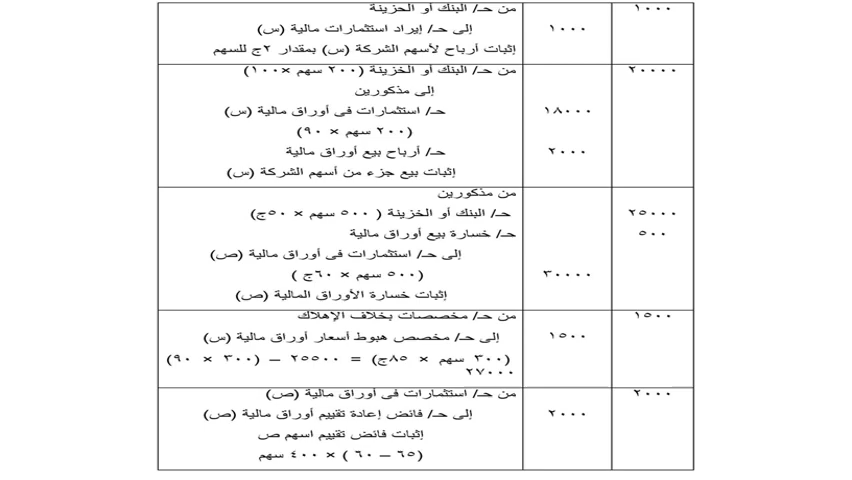 ١٠٠٠ من حـ/ البنك أو الخزينة
١٠٠٠ إلى حـ/ إيراد استثمارات مالية (س)
إثبات أرباح لأسهم الشركة (س) بمقدار ٢ج للسهم
٢٠٠٠٠ من حـ/ البنك أو الخزينة (٢٠٠ سهم ×١٠٠)
إلى مذكورين
١٨٠٠٠ حـ/ استثمارات فى أوراق مالية (س)
(٢٠٠ سهم × ٩٠)
٢٠٠٠ حـ/ أرباح بيع أوراق مالية
إثبات بيع جزء من أسهم الشركة (س)
من مذكورين
٢٥٠٠٠ حـ/ البنك أو الخزينة ( ٥٠٠ سهم × ٥٠ج)
٥٠٠ حـ/ خسارة بيع أوراق مالية
إلى حـ/ استثمارات فى أوراق مالية (ص)
٣٠٠٠٠ (٥٠٠ سهم × ٦٠ج )
إثبات خسارة الأوراق المالية (ص)
١٥٠٠ من حـ/ مخصصات بخلاف الإهلاك
١٥٠٠ إلى حـ/ مخصص هبوط أسعار أوراق مالية (س)
(٣٠٠ سهم × ٨٥ج) = ٢٥٥٠٠ – (٣٠٠ × ٩٠)
٢٧٠٠٠
٢٠٠٠ من حـ/ استثمارات فى أوراق مالية (ص)
٢٠٠٠ إلى حـ/ فائض إعادة تقييم أوراق مالية (ص)
إثبات فائض تقييم اسهم ص
(٦٥ – ٦٠ ) × ٤٠٠ سهم